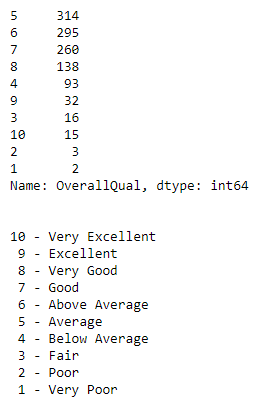 5     314
6     295
7     260
8     138
4      93
9      32
3      16
10     15
2       3
1       2
Name: OverallQual, dtype: int64
10 - Very Excellent
 9 - Excellent
 8 - Very Good
 7 - Good
 6 - Above Average
 5 - Average
 4 - Below Average
 3 - Fair
 2 - Poor
 1 - Very Poor